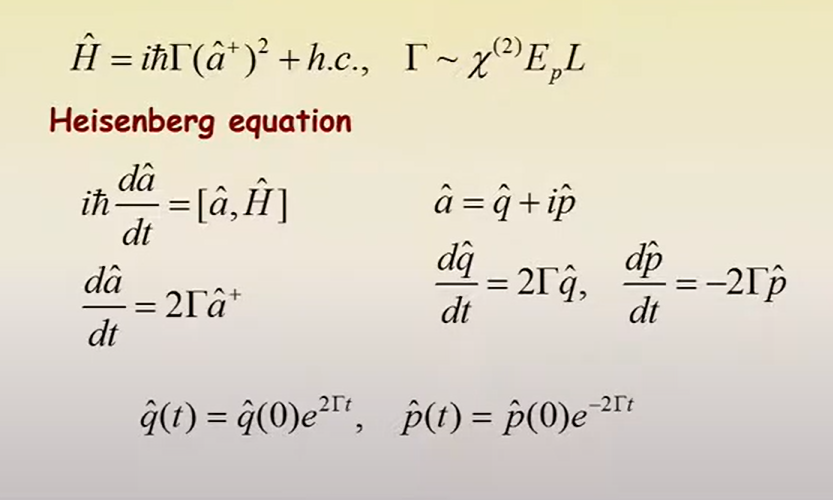 Ĥ = iħΓ(â⁺)² + h.c., Γ ~ χ⁽²⁾EₚL
Heisenberg equation
iħ dâ/dt = [â, Ĥ]
â = q̂ + ip̂
dâ/dt = 2Γâ⁺
dq̂/dt = 2Γq̂, dp̂/dt = −2Γp̂
q̂(t) = q̂(0)e^{2Γt}, p̂(t) = p̂(0)e^{−2Γt}